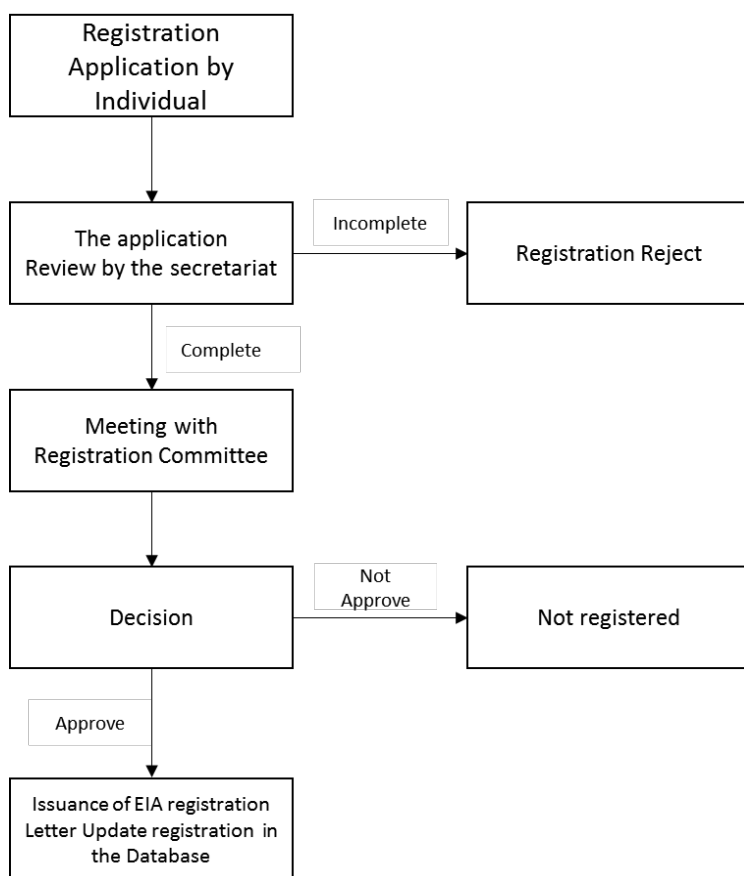 Registration
Application by
Individual
The application
Review by the secretariat
Incomplete
Registration Reject
Complete
Meeting with
Registration Committee
Decision
Not
Approve
Not registered
Approve
Issuance of EIA registration
Letter Update registration in
the Database